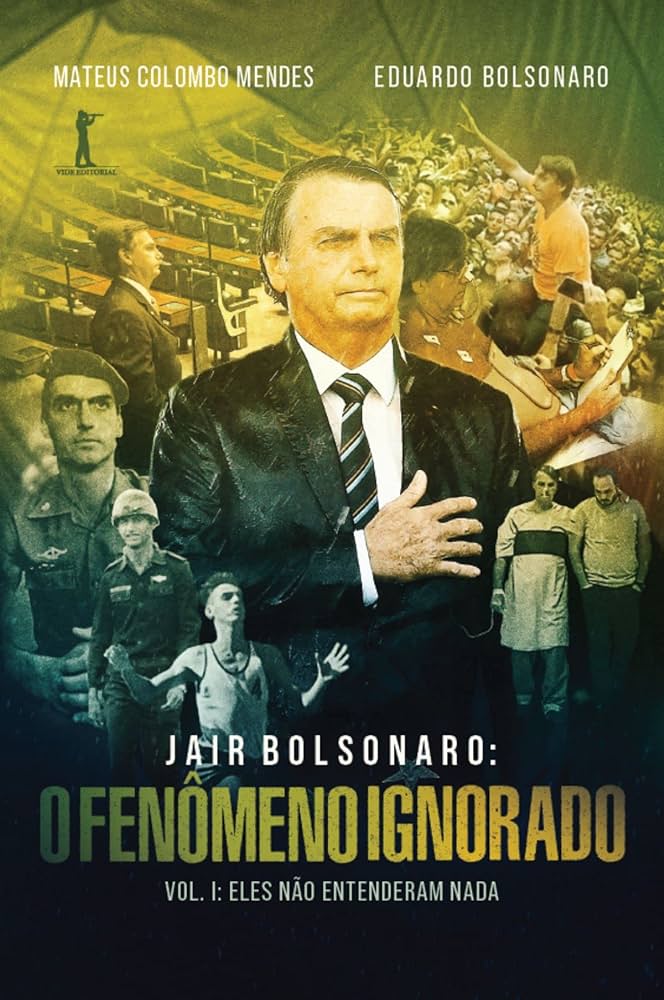 MATEUS COLOMBO MENDES
EDUARDO BOLSONARO
VIDE EDITORIAL
JAIR BOLSONARO:
O FENÔMENO IGNORADO
VOL. I: ELES NÃO ENTENDERAM NADA